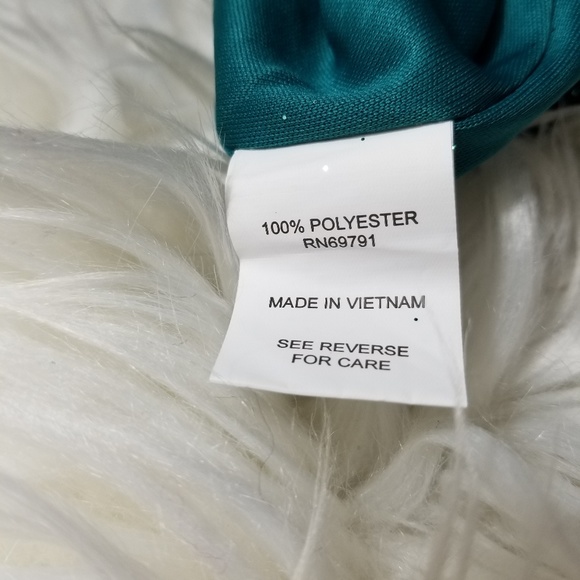 100% POLYESTER
RN69791
MADE IN VIETNAM
SEE REVERSE
FOR CARE